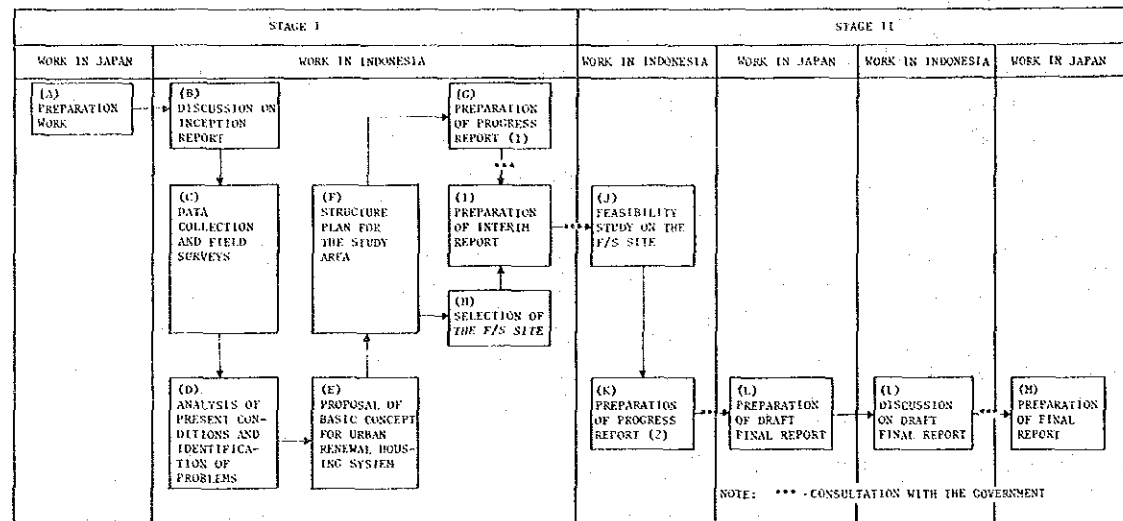 STAGE I
STAGE II
WORK IN JAPAN
WORK IN INDONESIA
WORK IN INDONESIA
WORK IN JAPAN
WORK IN INDONESIA
WORK IN JAPAN
(A)
PREPARATION
WORK
(B)
DISCUSSION ON
INCEPTION
REPORT
(C)
DATA
COLLECTION
AND FIELD
SURVEYS
(D)
ANALYSIS OF
PRESENT CON-
DITIONS AND
IDENTIFICA-
TION OF
PROBLEMS
(E)
PROPOSAL OF
BASIC CONCEPT
FOR URBAN
RENEWAL HOUS-
ING SYSTEM
(F)
STRUCTURE
PLAN FOR
THE STUDY
AREA
(G)
PREPARATION
OF PROGRESS
REPORT (1)
***
(I)
PREPARATION
OF INTERIM
REPORT
***
(H)
SELECTION OF
THE F/S SITE
(J)
FEASIBILITY
STUDY ON THE
F/S SITE
(K)
PREPARATION
OF PROGRESS
REPORT (2)
***
(L)
PREPARATION
OF DRAFT
FINAL REPORT
(L)
DISCUSSION
ON DRAFT
FINAL REPORT
***
(M)
PREPARATION
OF FINAL
REPORT
NOTE: *** - CONSULTATION WITH THE GOVERNMENT